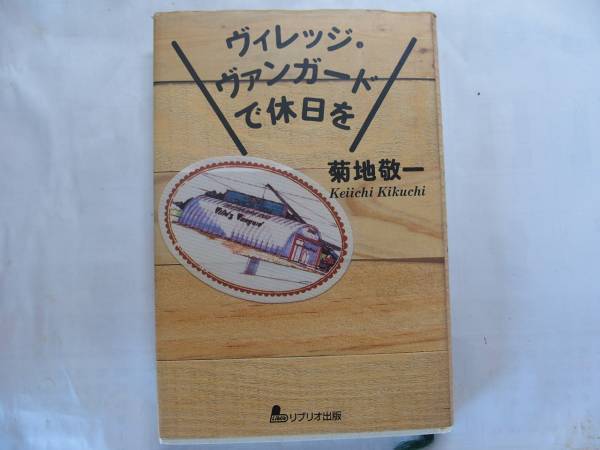 ヴィレッジ・
ヴァンガード
で休日を
菊地敬一
Keiichi Kikuchi
リブリオ出版